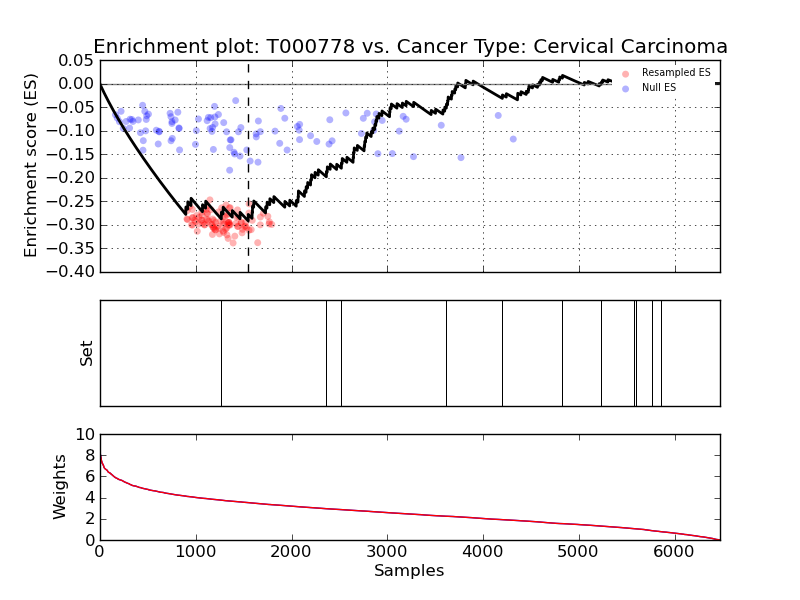 Enrichment plot: T000778 vs. Cancer Type: Cervical Carcinoma
Enrichment score (ES)
0.05
0.00
−0.05
−0.10
−0.15
−0.20
−0.25
−0.30
−0.35
−0.40
Resampled ES
Null ES
Set
Weights
10
8
6
4
2
0
0 1000 2000 3000 4000 5000 6000
Samples